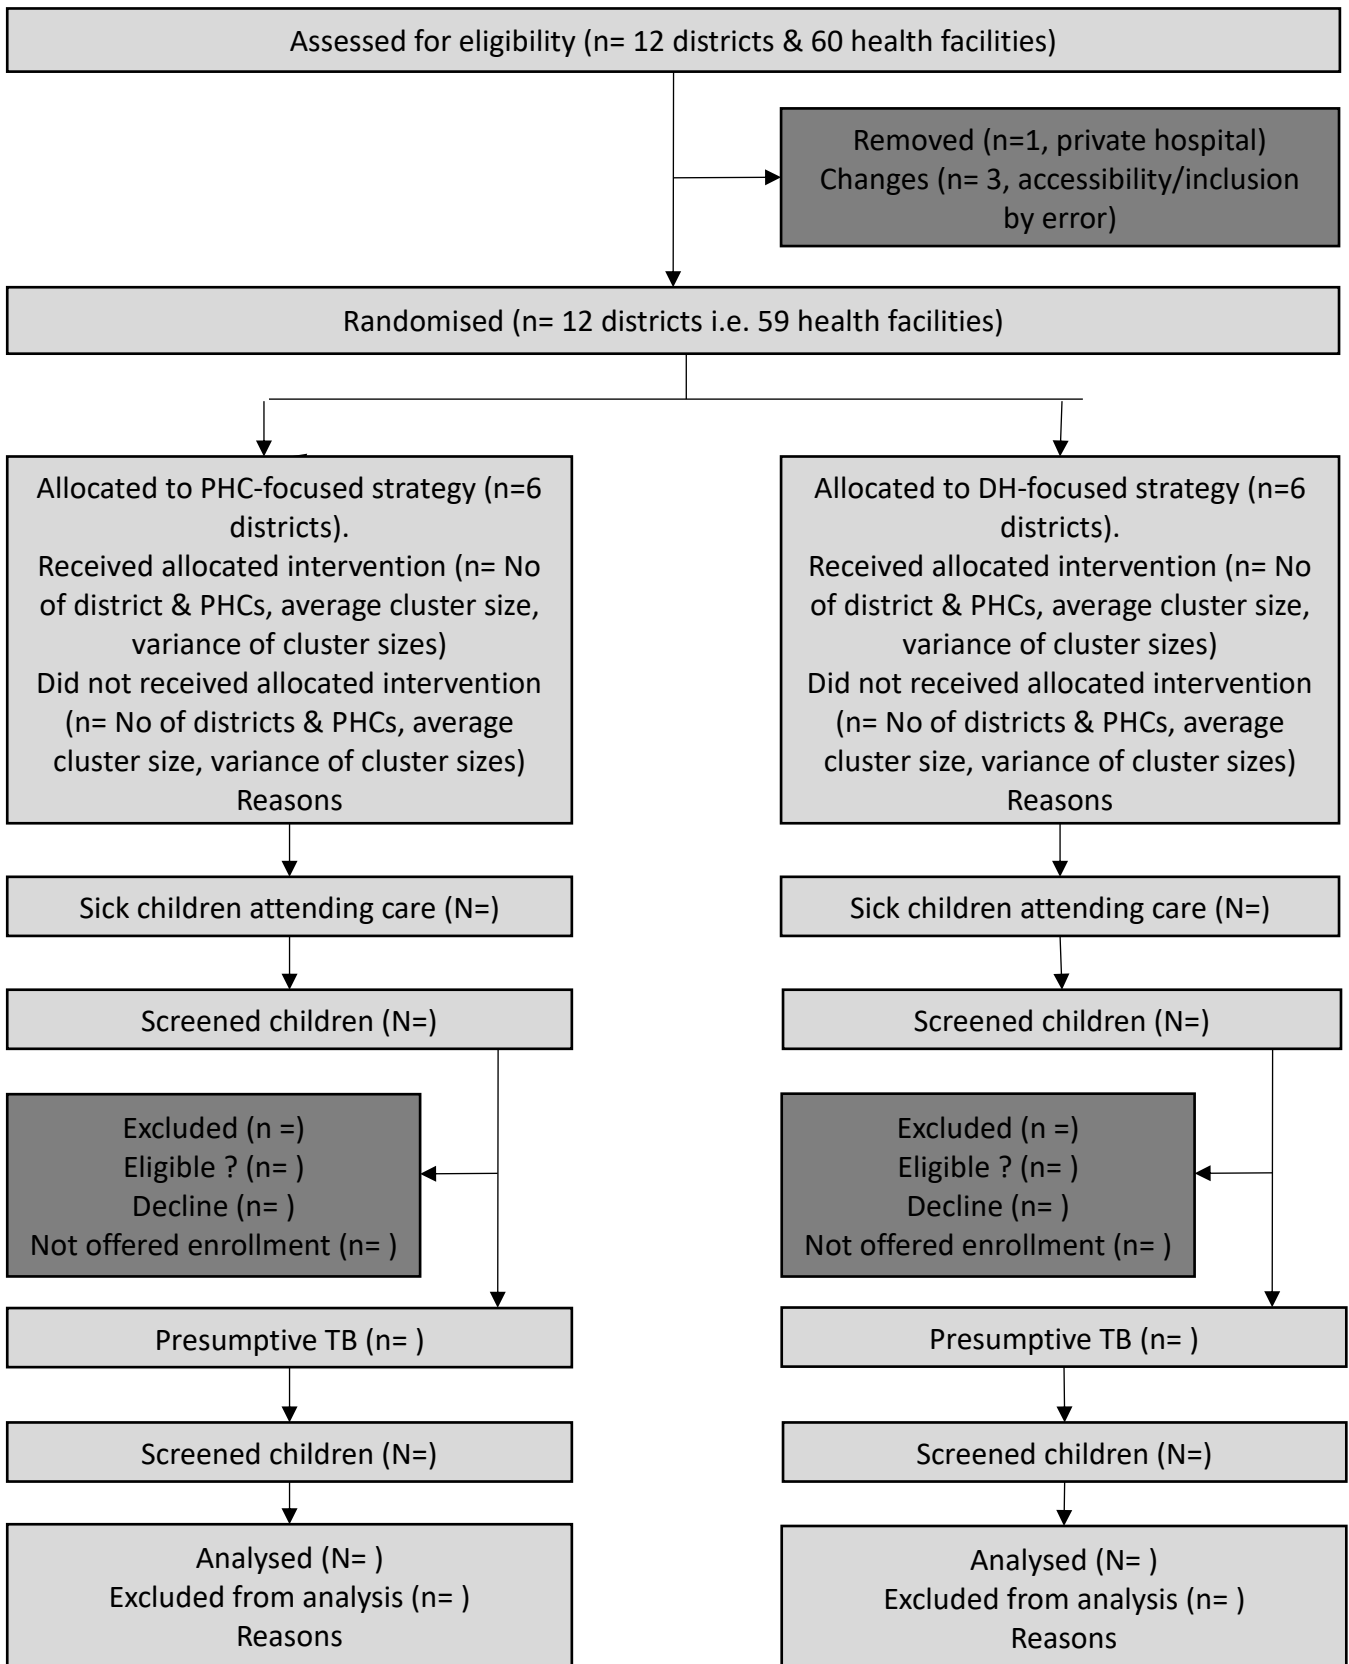 Assessed for eligibility (n= 12 districts & 60 health facilities)
Removed (n=1, private hospital)
Changes (n= 3, accessibility/inclusion
by error)
Randomised (n= 12 districts i.e. 59 health facilities)
Allocated to PHC-focused strategy (n=6
districts).
Received allocated intervention (n= No
of district & PHCs, average cluster size,
variance of cluster sizes)
Did not received allocated intervention
(n= No of districts & PHCs, average
cluster size, variance of cluster sizes)
Reasons
Allocated to DH-focused strategy (n=6
districts).
Received allocated intervention (n= No
of district & PHCs, average cluster size,
variance of cluster sizes)
Did not received allocated intervention
(n= No of districts & PHCs, average
cluster size, variance of cluster sizes)
Reasons
Sick children attending care (N=)
Sick children attending care (N=)
Screened children (N=)
Screened children (N=)
Excluded (n =)
Eligible ? (n= )
Decline (n= )
Not offered enrollment (n= )
Excluded (n =)
Eligible ? (n= )
Decline (n= )
Not offered enrollment (n= )
Presumptive TB (n= )
Presumptive TB (n= )
Screened children (N=)
Screened children (N=)
Analysed (N= )
Excluded from analysis (n= )
Reasons
Analysed (N= )
Excluded from analysis (n= )
Reasons